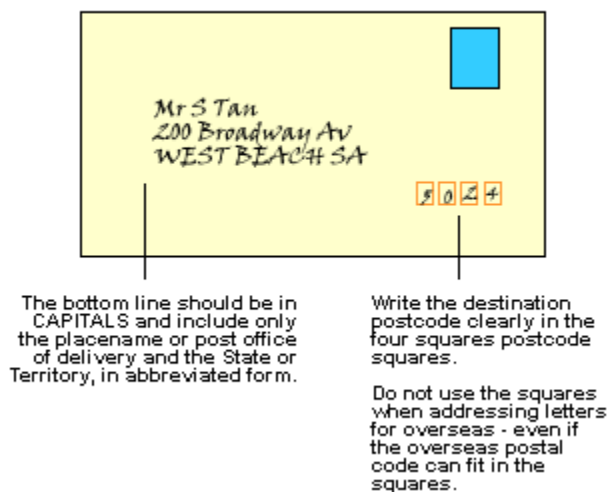 Mr S Tan
200 Broadway Av
WEST BEACH SA
5024
The bottom line should be in
CAPITALS and include only
the placename or post office
of delivery and the State or
Territory, in abbreviated form.
Write the destination
postcode clearly in the
four squares postcode
squares.
Do not use the squares
when addressing letters
for overseas - even if
the overseas postal
code can fit in the
squares.